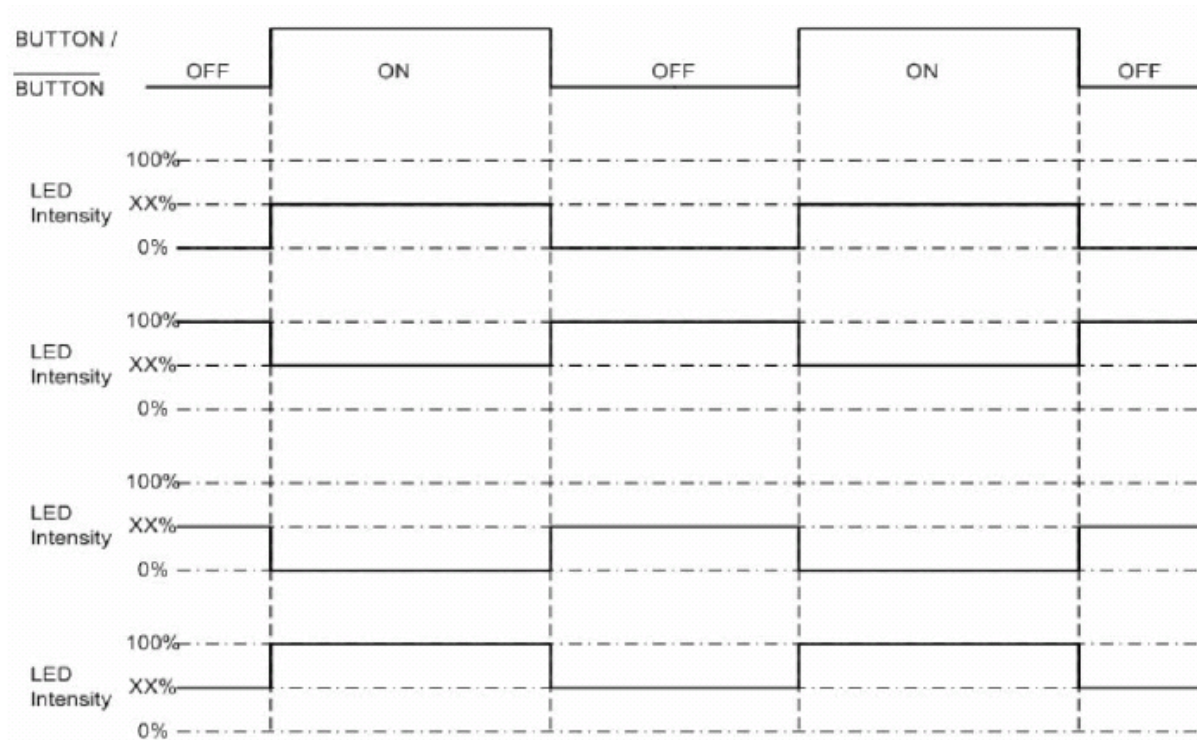 BUTTON /
BUTTON
OFF ON OFF ON OFF
100%
LED
Intensity
XX%
0%
100%
LED
Intensity
XX%
0%
100%
LED
Intensity
XX%
0%
100%
LED
Intensity
XX%
0%